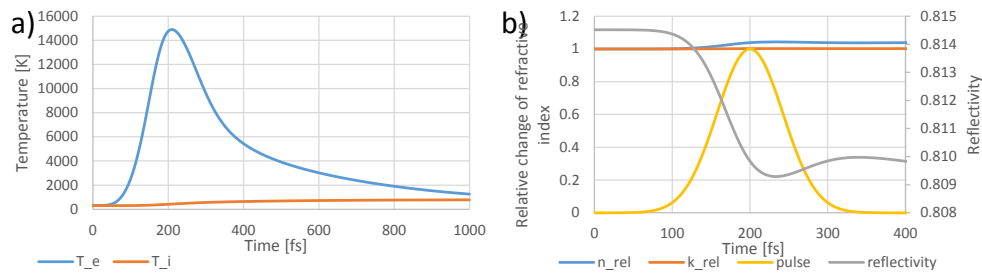 a)
16000
14000
12000
10000
8000
6000
4000
2000
0
Temperature [K]
0 200 400 600 800 1000
Time [fs]
T_e T_i
b)
1.2
1
0.8
0.6
0.4
0.2
0
Relative change of refractive
index
0.815
0.814
0.813
0.812
0.811
0.810
0.809
0.808
Reflectivity
0 100 200 300 400
Time [fs]
n_rel k_rel pulse reflectivity